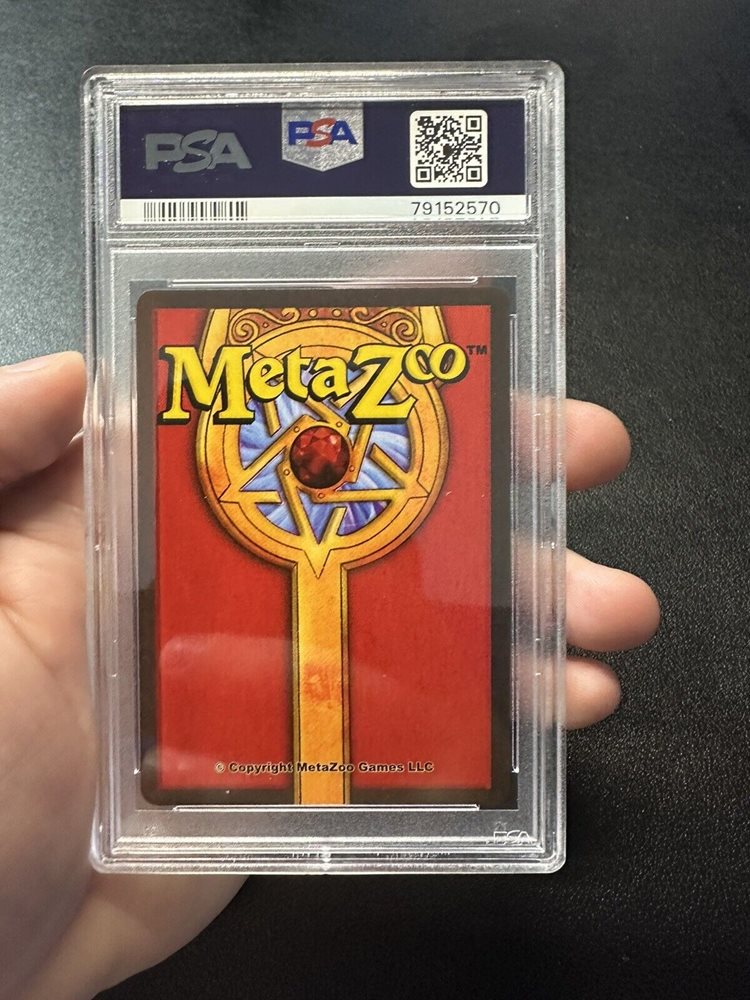 PSA
PSA
79152570
MetaZoo™
© Copyright MetaZoo Games LLC
PSA